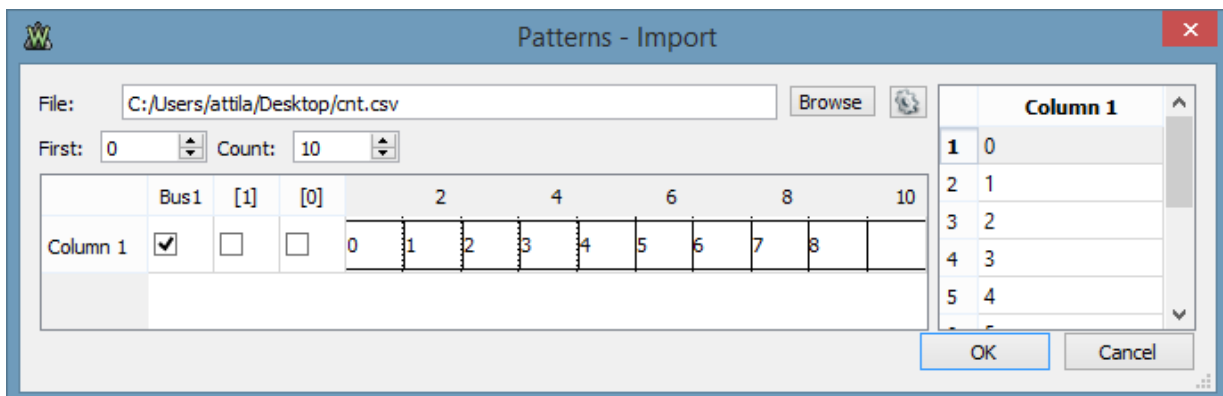 Patterns - Import
File: C:/Users/attila/Desktop/cnt.csv Browse
First: 0 Count: 10
Bus1 [1] [0] 2 4 6 8 10
Column 1 0 1 2 3 4 5 6 7 8
Column 1
1 0
2 1
3 2
4 3
5 4
OK Cancel